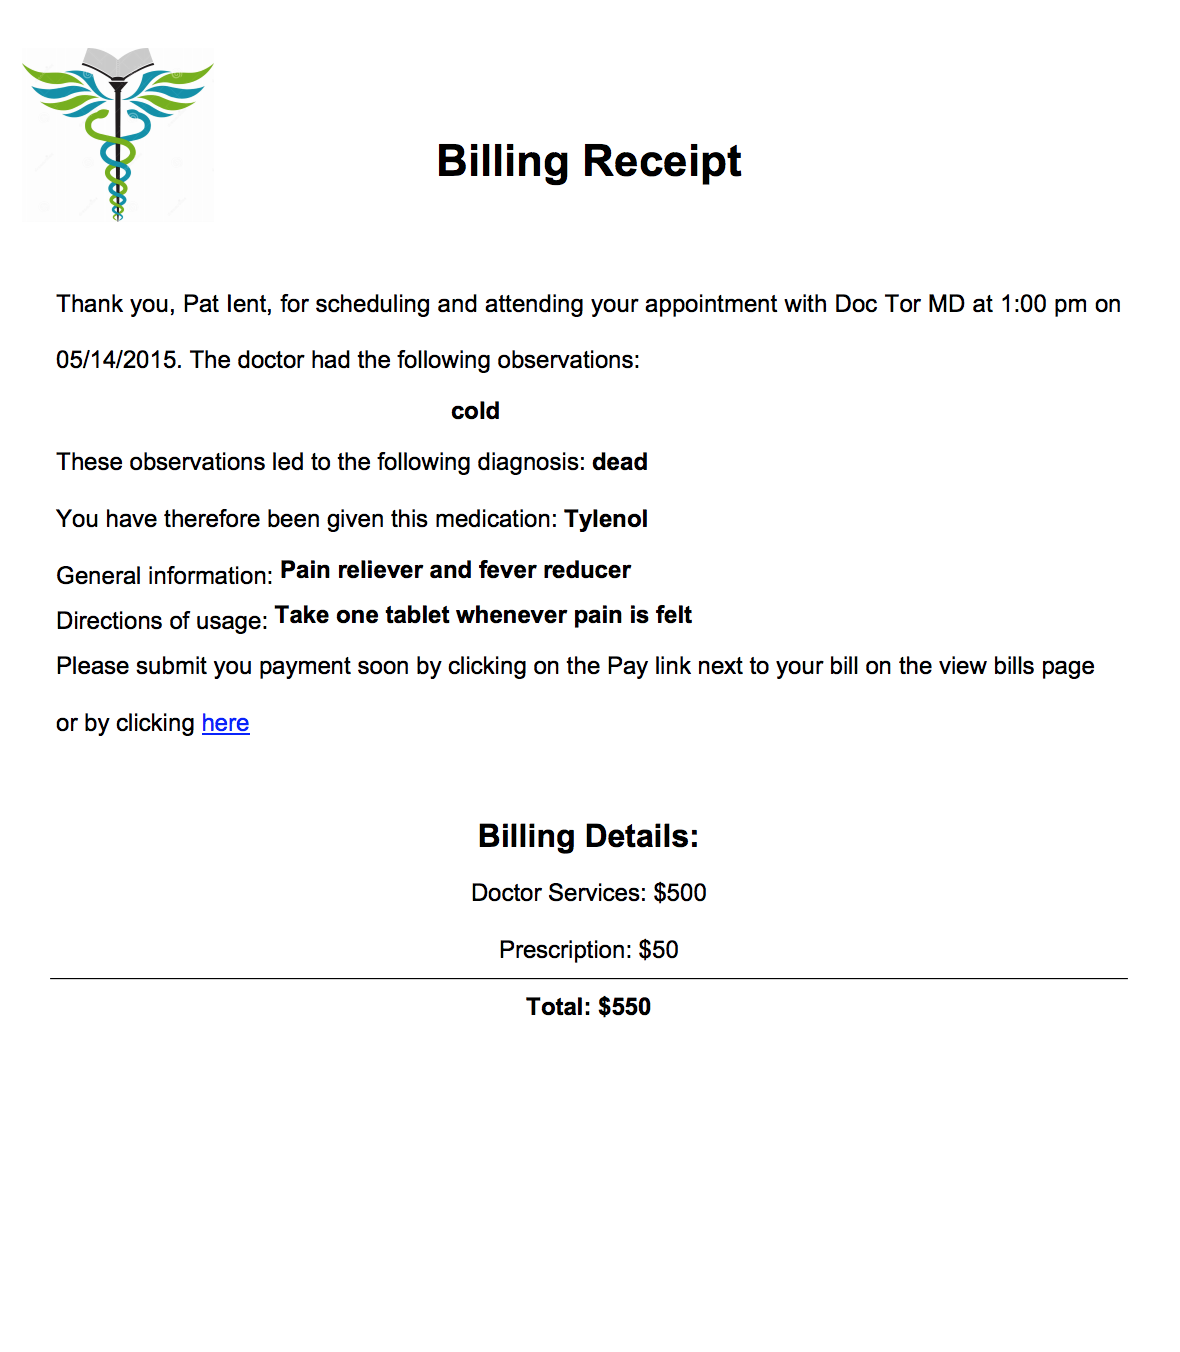 Billing Receipt
Thank you, Pat Ient, for scheduling and attending your appointment with Doc Tor MD at 1:00 pm on
05/14/2015. The doctor had the following observations:
cold
These observations led to the following diagnosis: dead
You have therefore been given this medication: Tylenol
General information: Pain reliever and fever reducer
Directions of usage: Take one tablet whenever pain is felt
Please submit you payment soon by clicking on the Pay link next to your bill on the view bills page
or by clicking here
Billing Details:
Doctor Services: $500
Prescription: $50
Total: $550